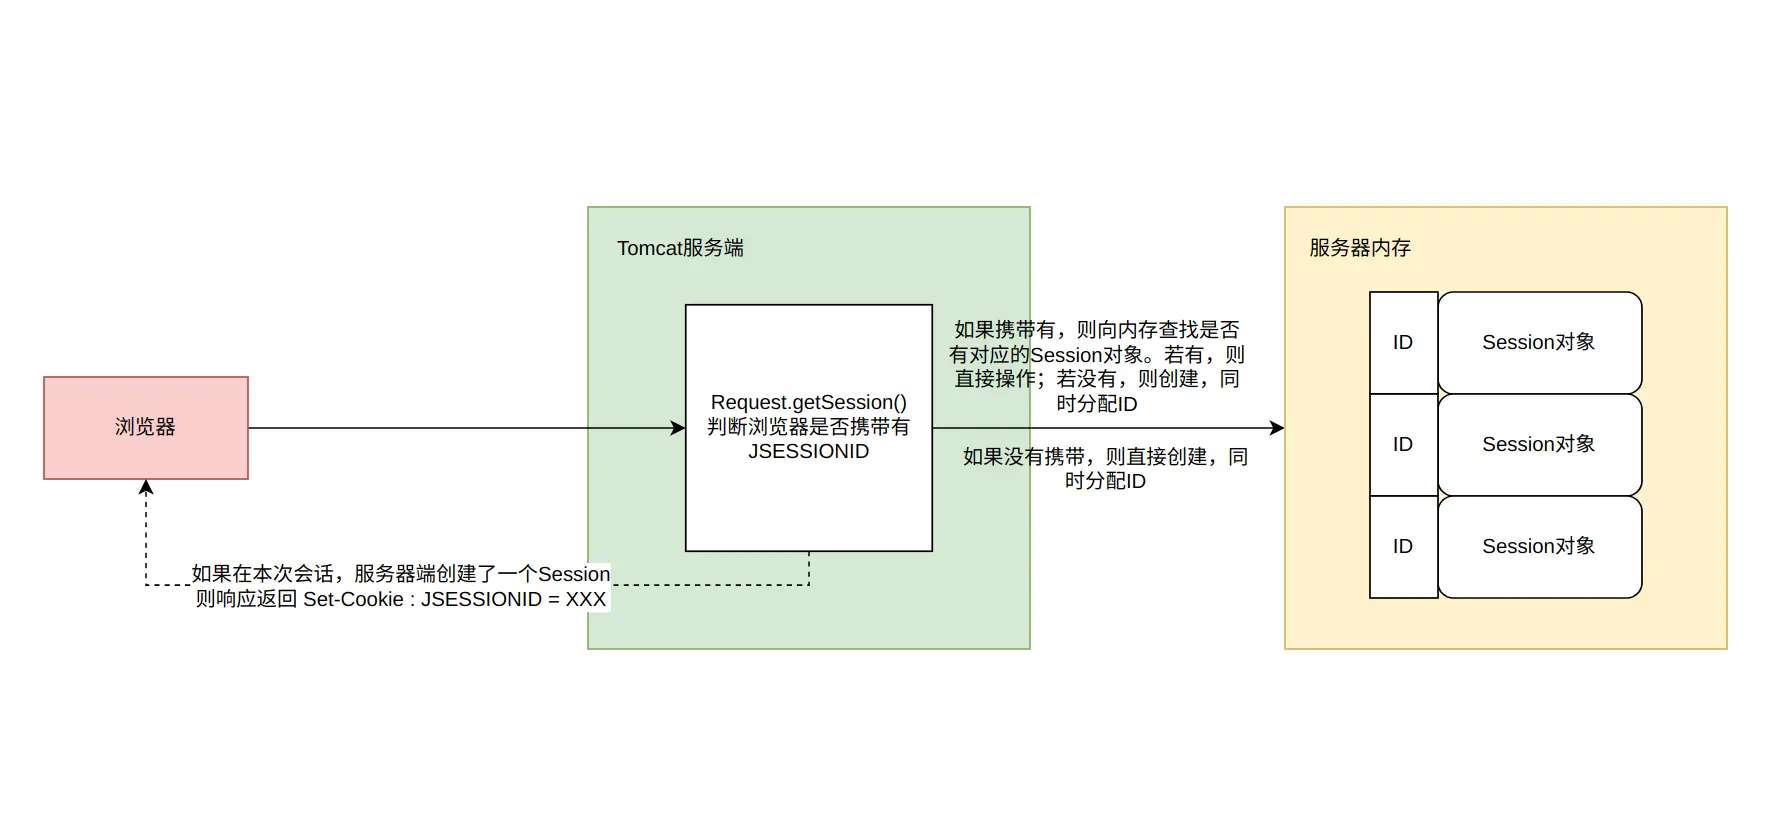 Tomcat服务端
服务器内存
浏览器
Request.getSession()
判断浏览器是否携带有
JSESSIONID
如果携带有，则向内存查找是否
有对应的Session对象。若有，则
直接操作；若没有，则创建，同
时分配ID
如果没有携带，则直接创建，同
时分配ID
ID
Session对象
ID
Session对象
ID
Session对象
如果在本次会话，服务器端创建了一个Session
则响应返回 Set-Cookie : JSESSIONID = XXX